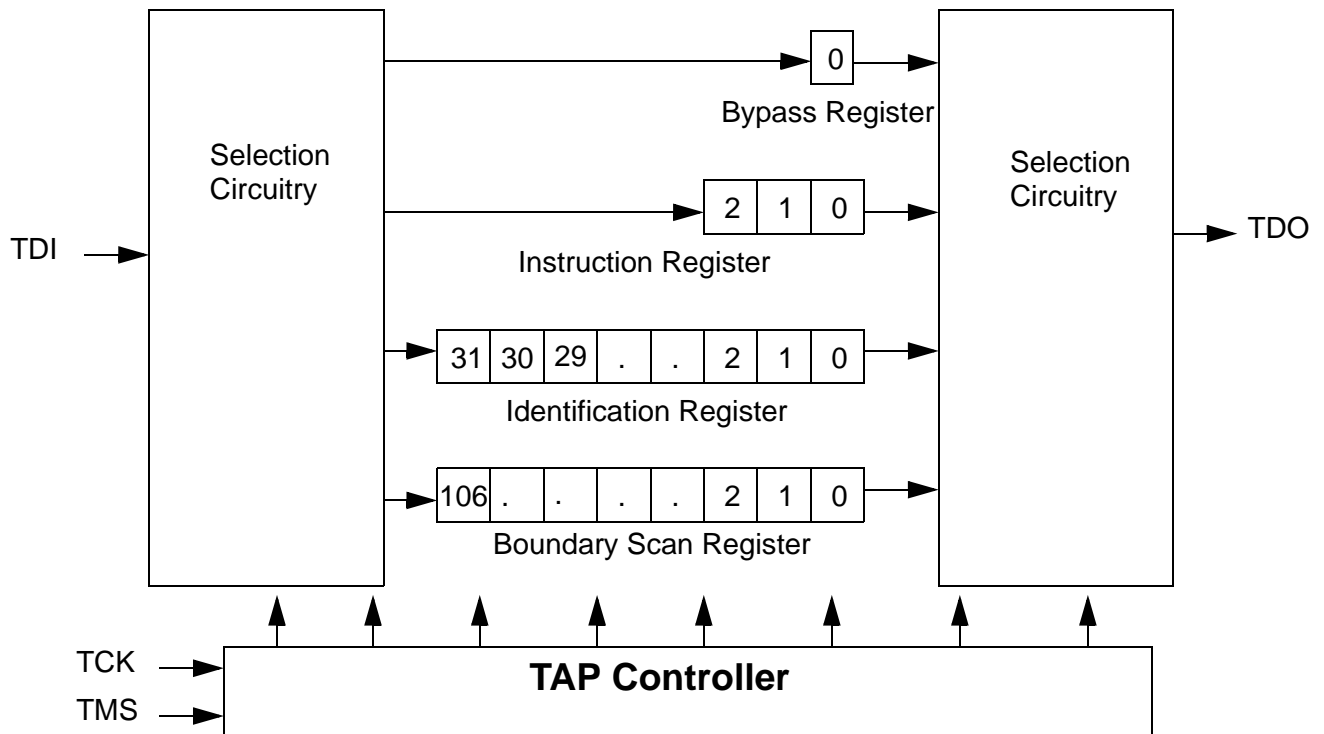 0
Bypass Register
Selection
Circuitry
Selection
Circuitry
2 1 0
TDI
TDO
Instruction Register
31 30 29 . . 2 1 0
Identification Register
106 . . . . 2 1 0
Boundary Scan Register
TCK
TAP Controller
TMS